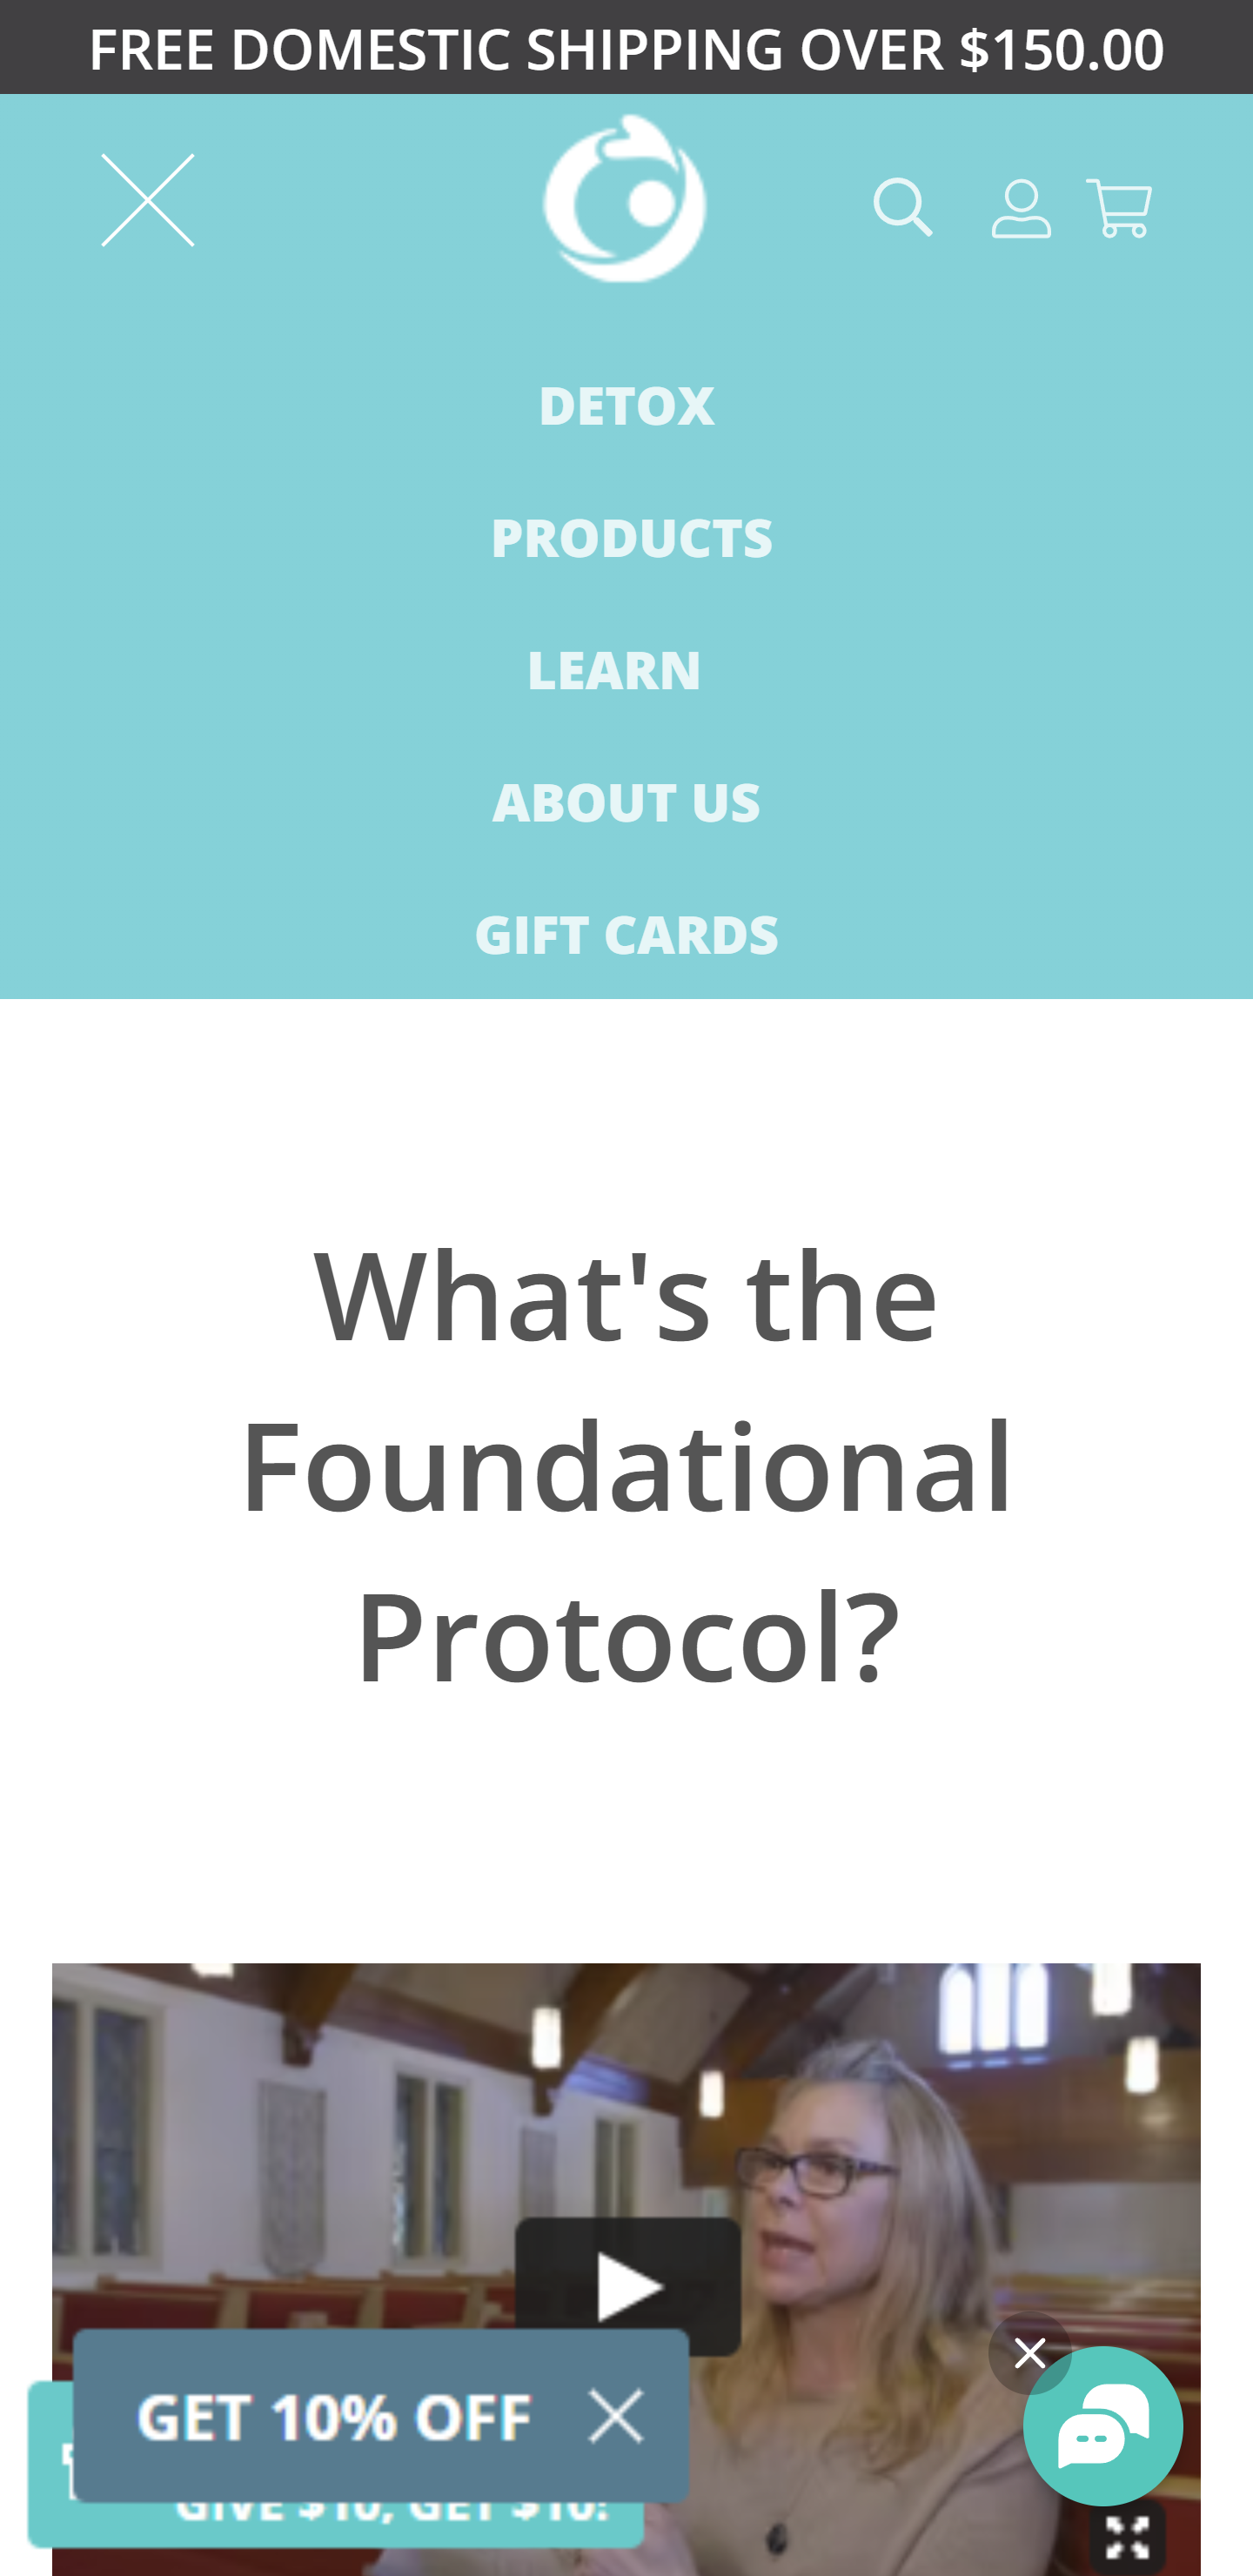 FREE DOMESTIC SHIPPING OVER $150.00
DETOX
PRODUCTS
LEARN
ABOUT US
GIFT CARDS
What's the
Foundational
Protocol?
GET 10% OFF
GIVE $10, GET $10!